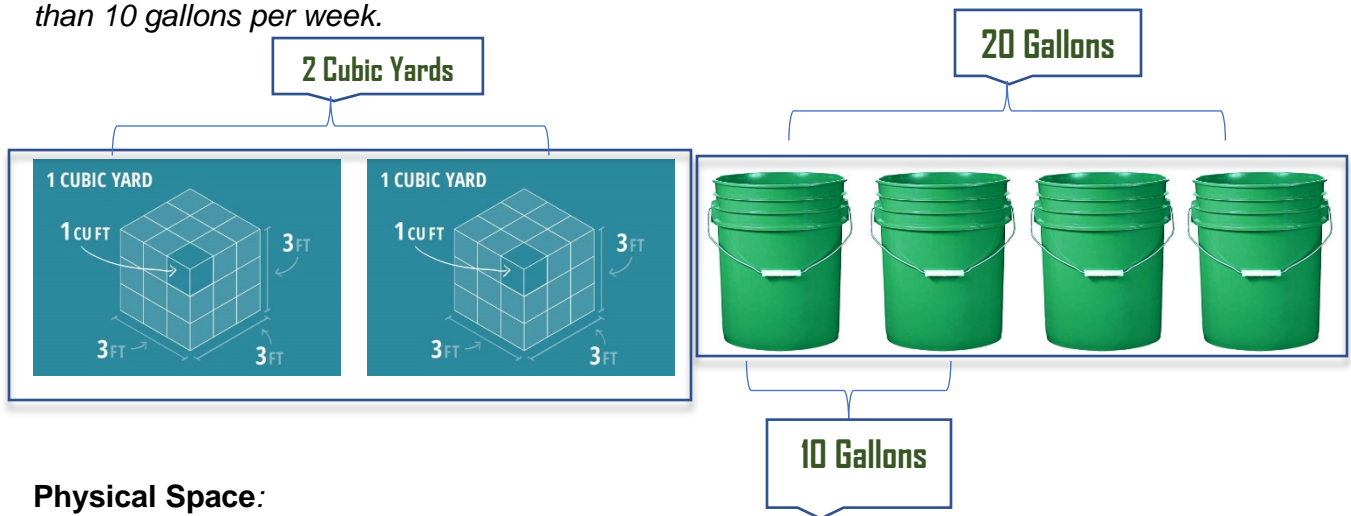 than 10 gallons per week.
2 Cubic Yards
20 Gallons
1 CUBIC YARD
1 CU FT
3 FT
3 FT
3 FT
1 CUBIC YARD
1 CU FT
3 FT
3 FT
3 FT
10 Gallons
Physical Space: